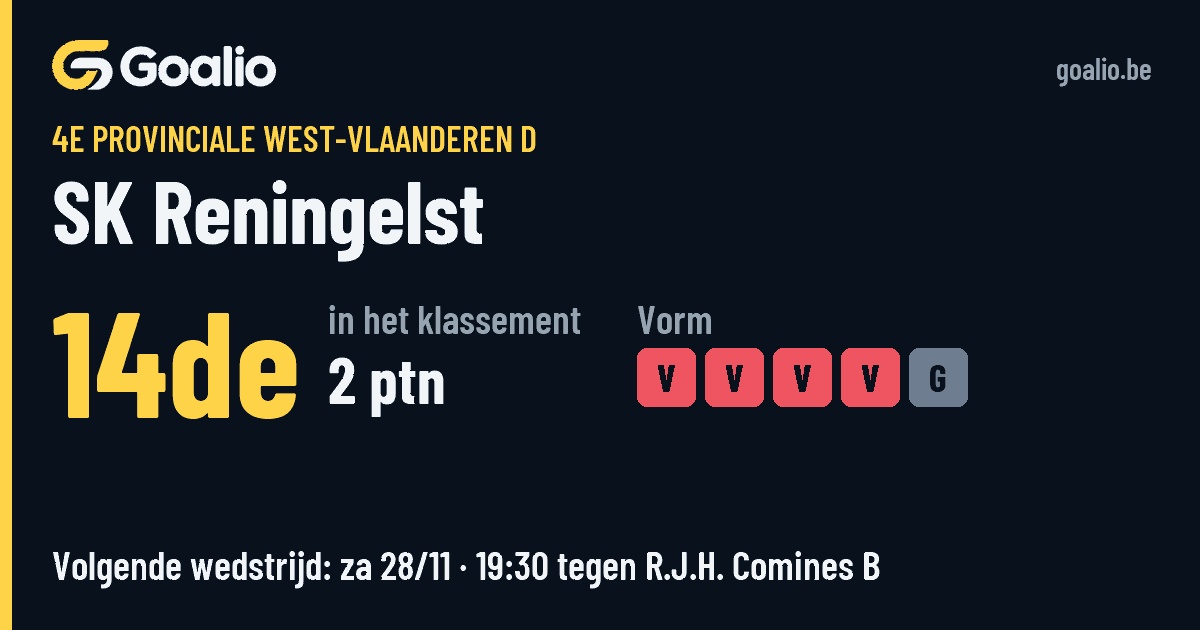 Goalio
goalio.be
4E PROVINCIALE WEST-VLAANDEREN D
SK Reningelst
14de
in het klassement
2 ptn
Vorm
V V V V G
Volgende wedstrijd: za 28/11 · 19:30 tegen R.J.H. Comines B